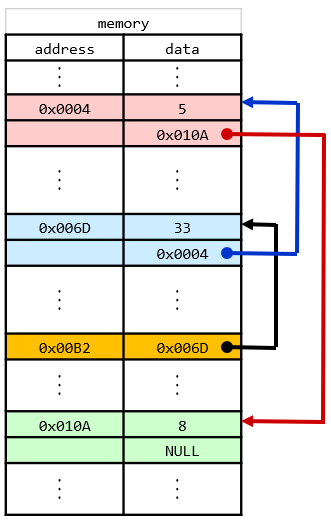 memory
address data
0x0004 5
0x010A
0x006D 33
0x0004
0x00B2 0x006D
0x010A 8
NULL